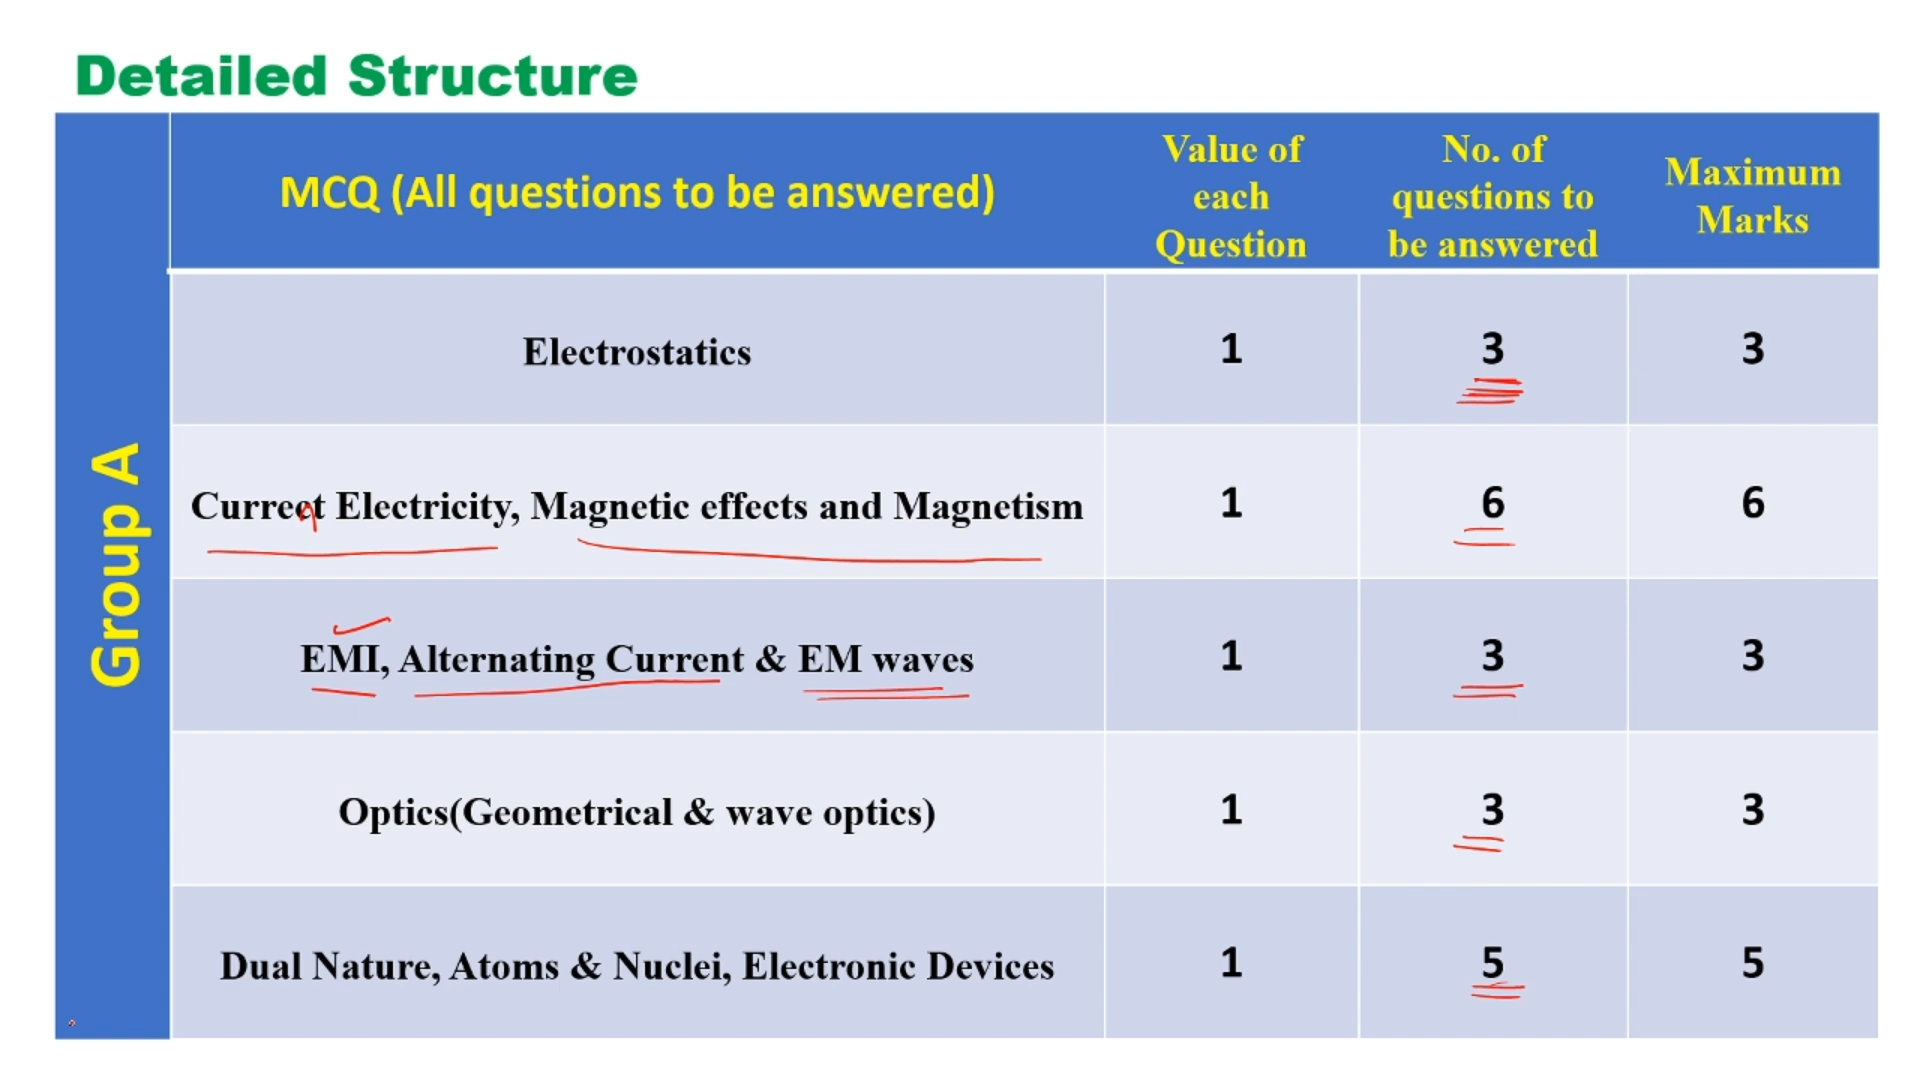 Detailed Structure
Group A
MCQ (All questions to be answered)
Value of
each
Question
No. of
questions to
be answered
Maximum
Marks
Electrostatics
1
3
3
Curreet Electricity, Magnetic effects and Magnetism
1
6
6
EMI, Alternating Current & EM waves
1
3
3
Optics(Geometrical & wave optics)
1
3
3
Dual Nature, Atoms & Nuclei, Electronic Devices
1
5
5